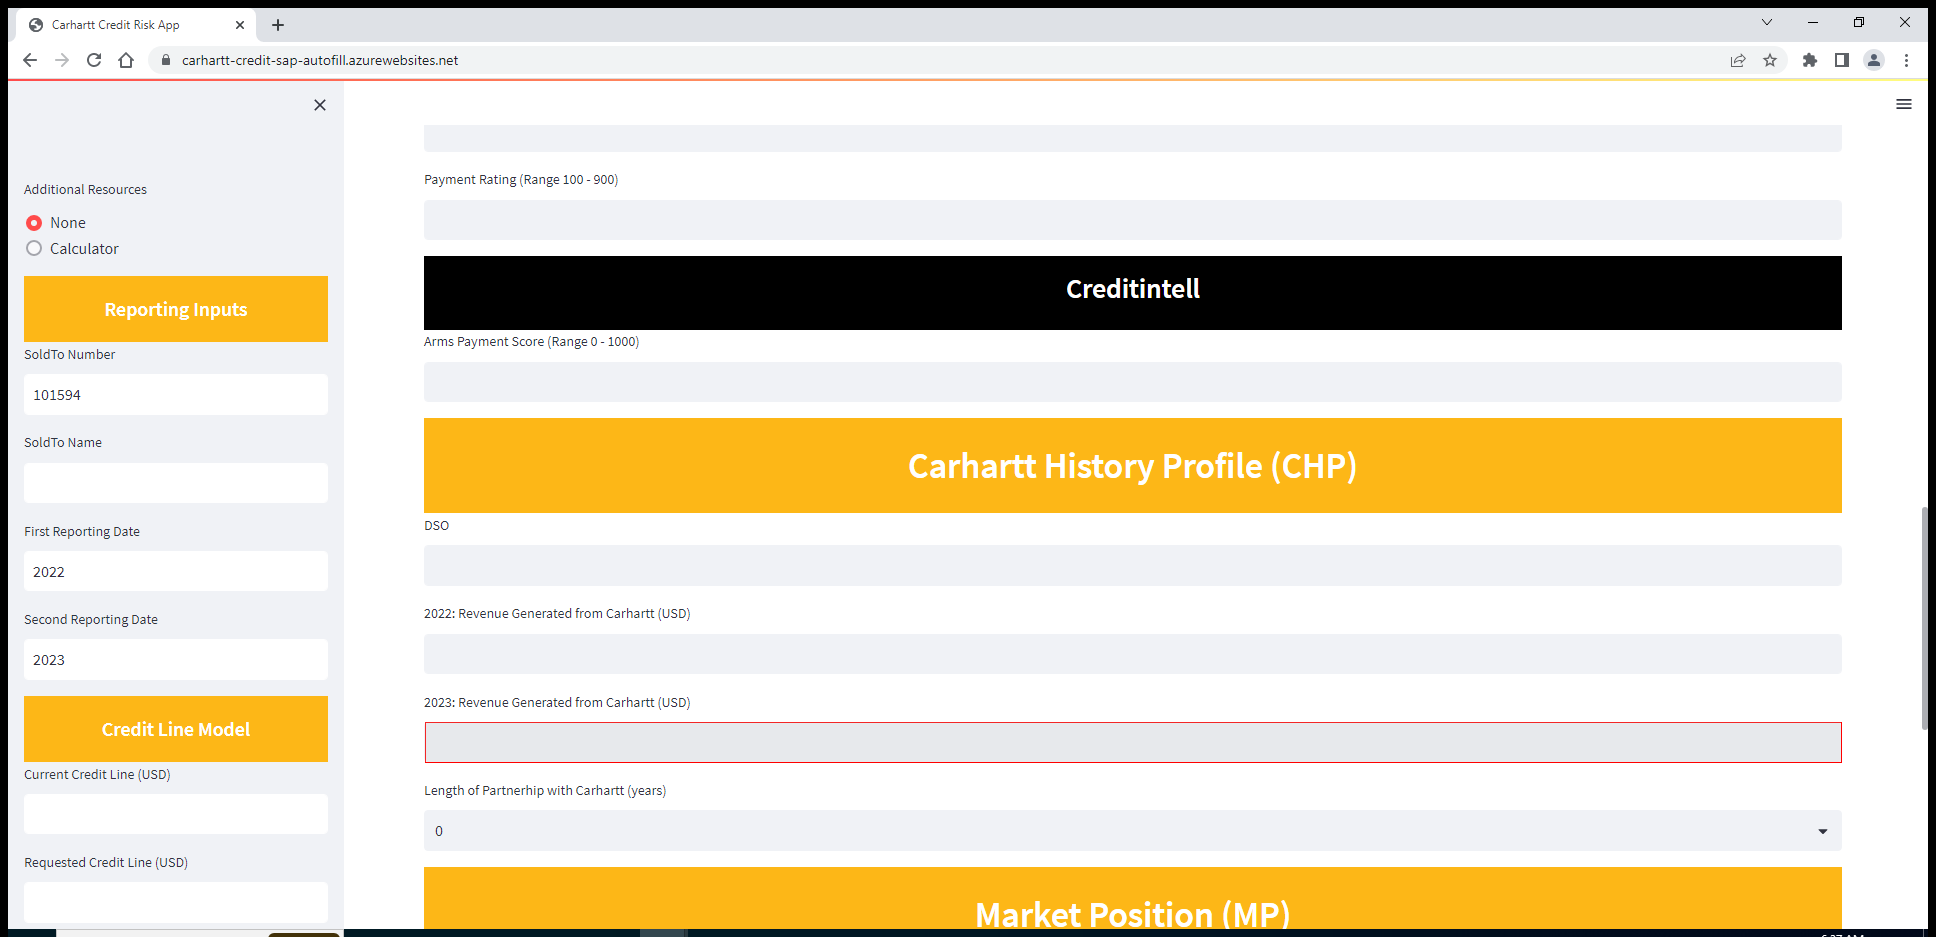 Carhartt Credit Risk App
carhartt-credit-sap-autofill.azurewebsites.net
Additional Resources
None
Calculator
Reporting Inputs
SoldTo Number
101594
SoldTo Name
First Reporting Date
2022
Second Reporting Date
2023
Credit Line Model
Current Credit Line (USD)
Requested Credit Line (USD)
Payment Rating (Range 100 - 900)
Creditintell
Arms Payment Score (Range 0 - 1000)
Carhartt History Profile (CHP)
DSO
2022: Revenue Generated from Carhartt (USD)
2023: Revenue Generated from Carhartt (USD)
Length of Partnerhip with Carhartt (years)
0
Market Position (MP)